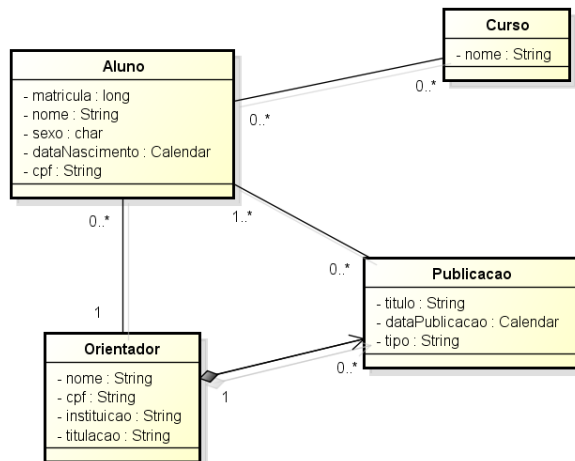 Curso
- nome : String
0..*
Aluno
- matricula : long
- nome : String
- sexo : char
- dataNascimento : Calendar
- cpf : String
0..*
0..*
1..*
0..*
Publicacao
- titulo : String
- dataPublicacao : Calendar
- tipo : String
1
Orientador
- nome : String
- cpf : String
- instituicao : String
- titulacao : String
1
0..*